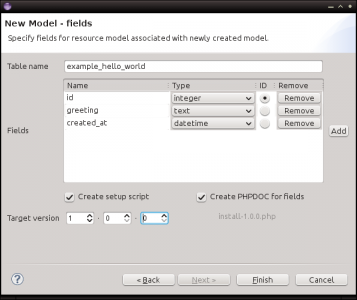 New Model - fields
Specify fields for resource model associated with newly created model.
Table name example_hello_world
Name Type ID Remove
id integer Remove
greeting text Remove
created_at datetime Remove
Fields Add
Create setup script Create PHPDOC for fields
Target version 1 . 0 . 0 install-1.0.0.php
? < Back Next > Finish Cancel